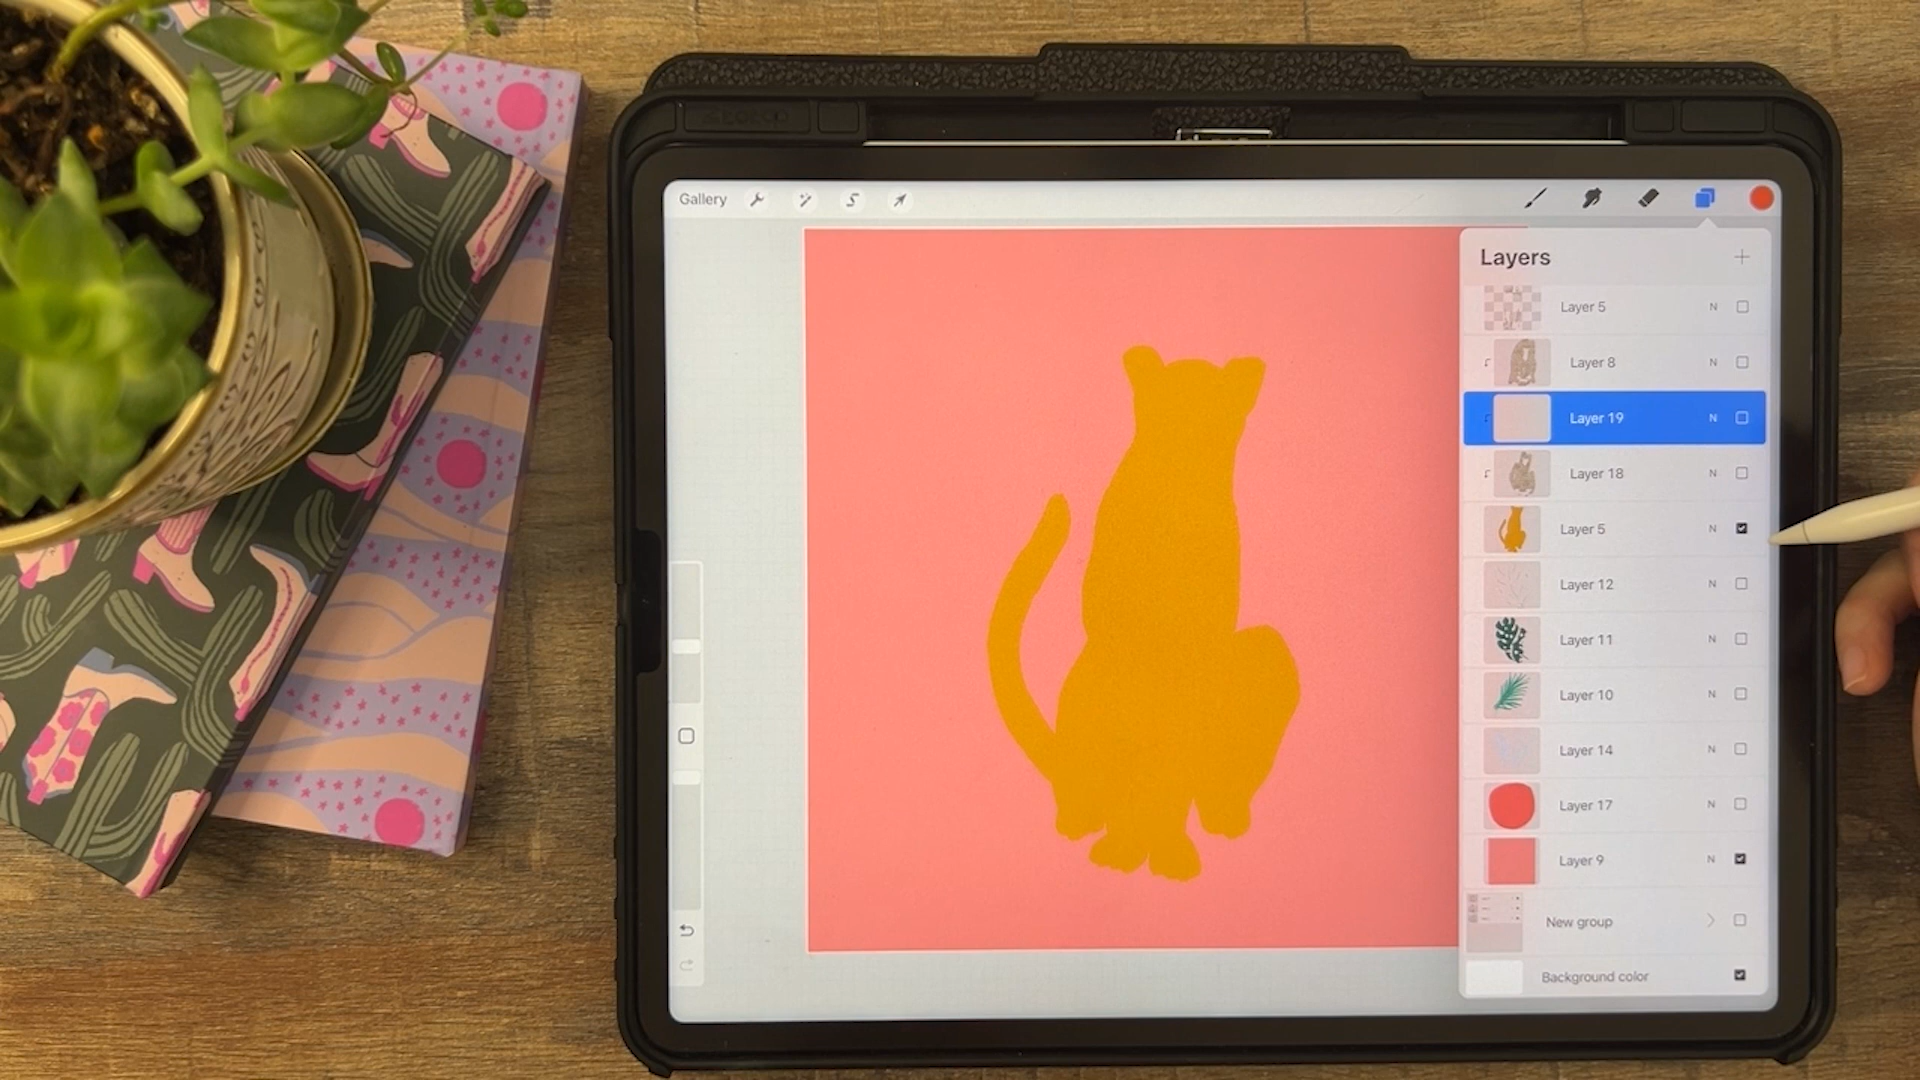 Gallery
Layers
Layer 5 N
Layer 8 N
Layer 19 N
Layer 18 N
Layer 5 N
Layer 12 N
Layer 11 N
Layer 10 N
Layer 14 N
Layer 17 N
Layer 9 N
New group
Background color